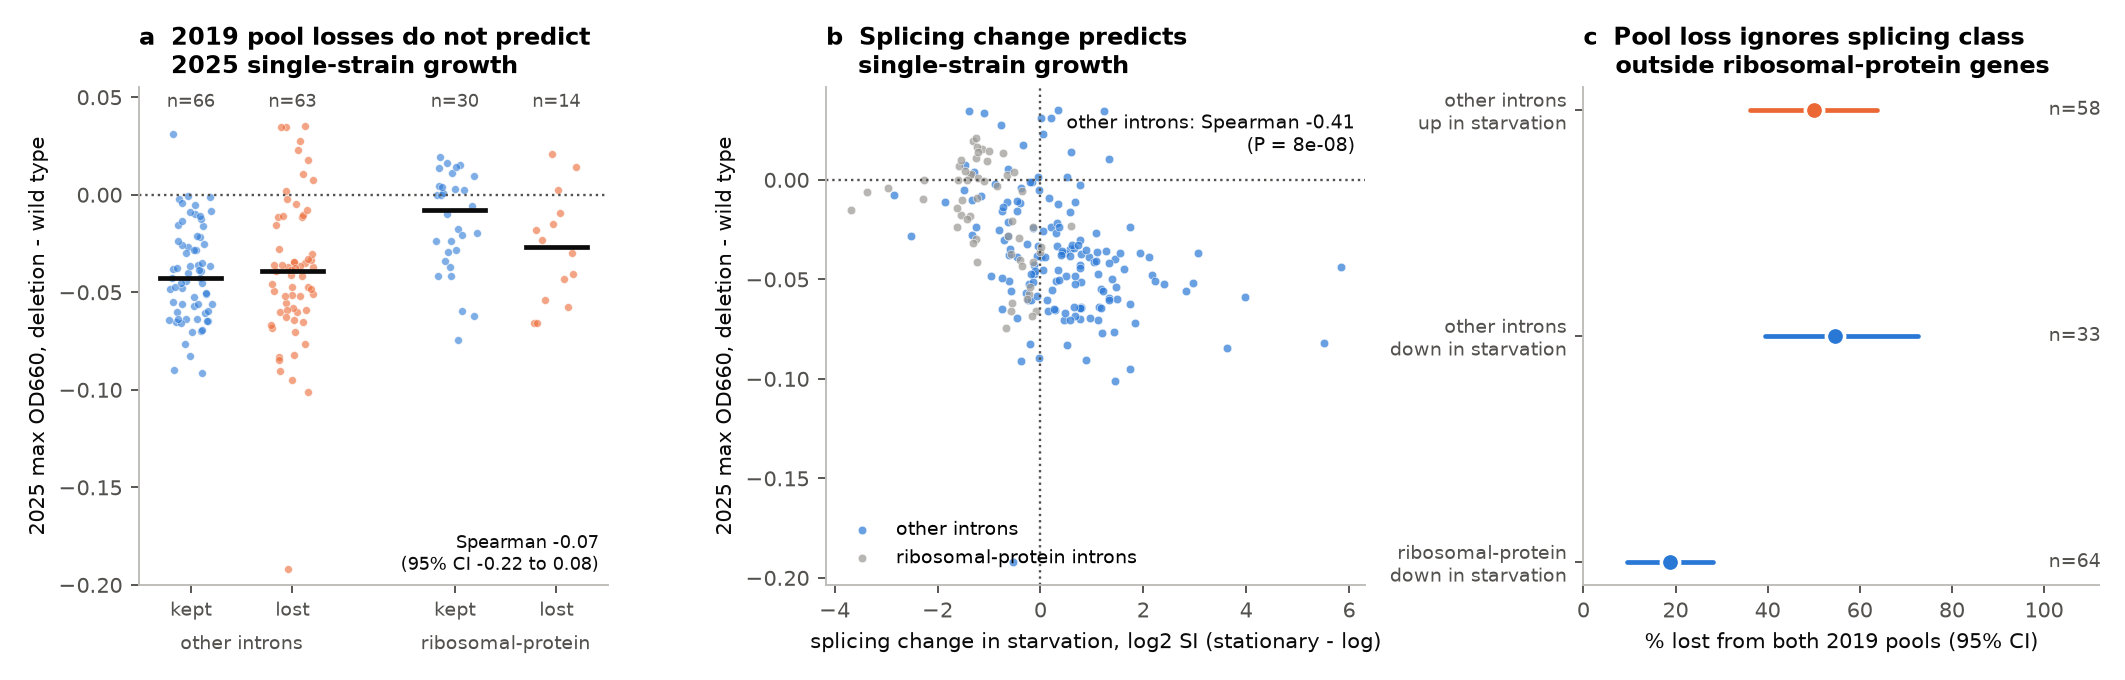 a 2019 pool losses do not predict
2025 single-strain growth
2025 max OD660, deletion - wild type
0.05
0.00
−0.05
−0.10
−0.15
−0.20
n=66
n=63
n=30
n=14
Spearman -0.07
(95% CI -0.22 to 0.08)
kept
lost
kept
lost
other introns
ribosomal-protein
b Splicing change predicts
single-strain growth
2025 max OD660, deletion - wild type
0.00
−0.05
−0.10
−0.15
−0.20
other introns: Spearman -0.41
(P = 8e-08)
other introns
ribosomal-protein introns
−4
−2
0
2
4
6
splicing change in starvation, log2 SI (stationary - log)
c Pool loss ignores splicing class
outside ribosomal-protein genes
other introns
up in starvation
n=58
other introns
down in starvation
n=33
ribosomal-protein
down in starvation
n=64
0
20
40
60
80
100
% lost from both 2019 pools (95% CI)